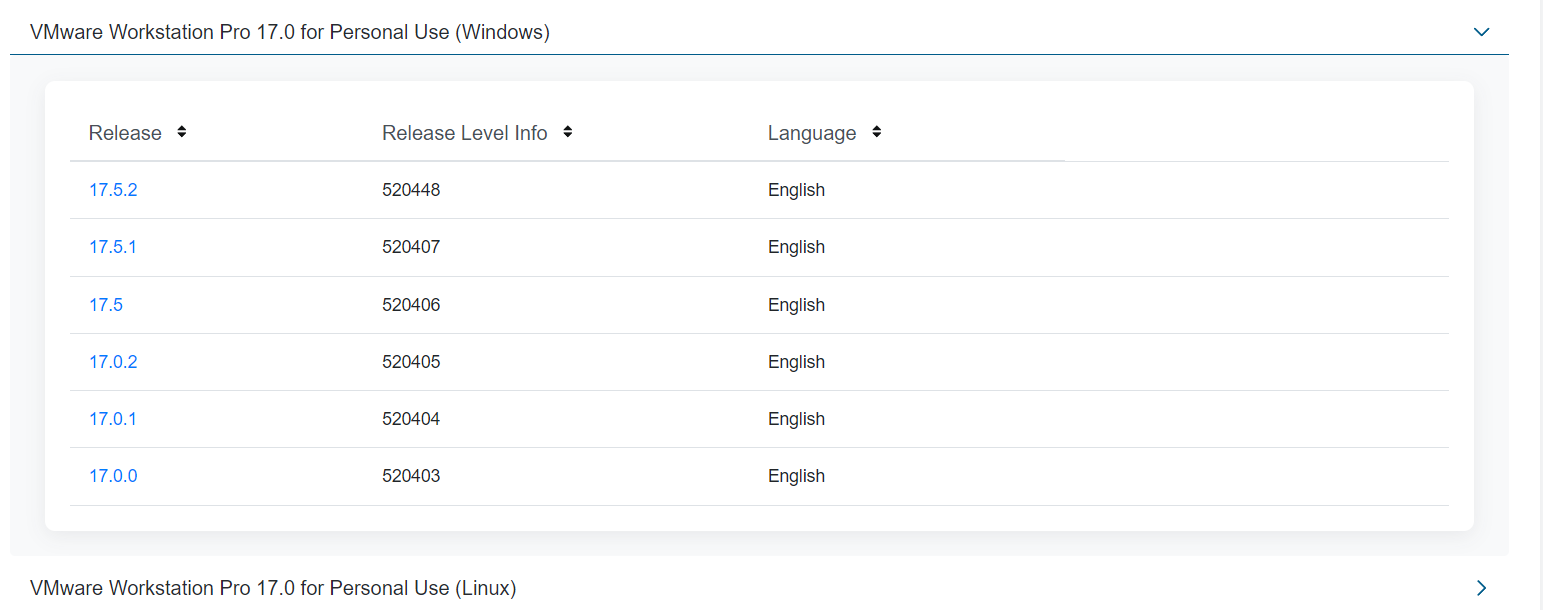 VMware Workstation Pro 17.0 for Personal Use (Windows)
Release Release Level Info Language
17.5.2 520448 English
17.5.1 520407 English
17.5 520406 English
17.0.2 520405 English
17.0.1 520404 English
17.0.0 520403 English
VMware Workstation Pro 17.0 for Personal Use (Linux)